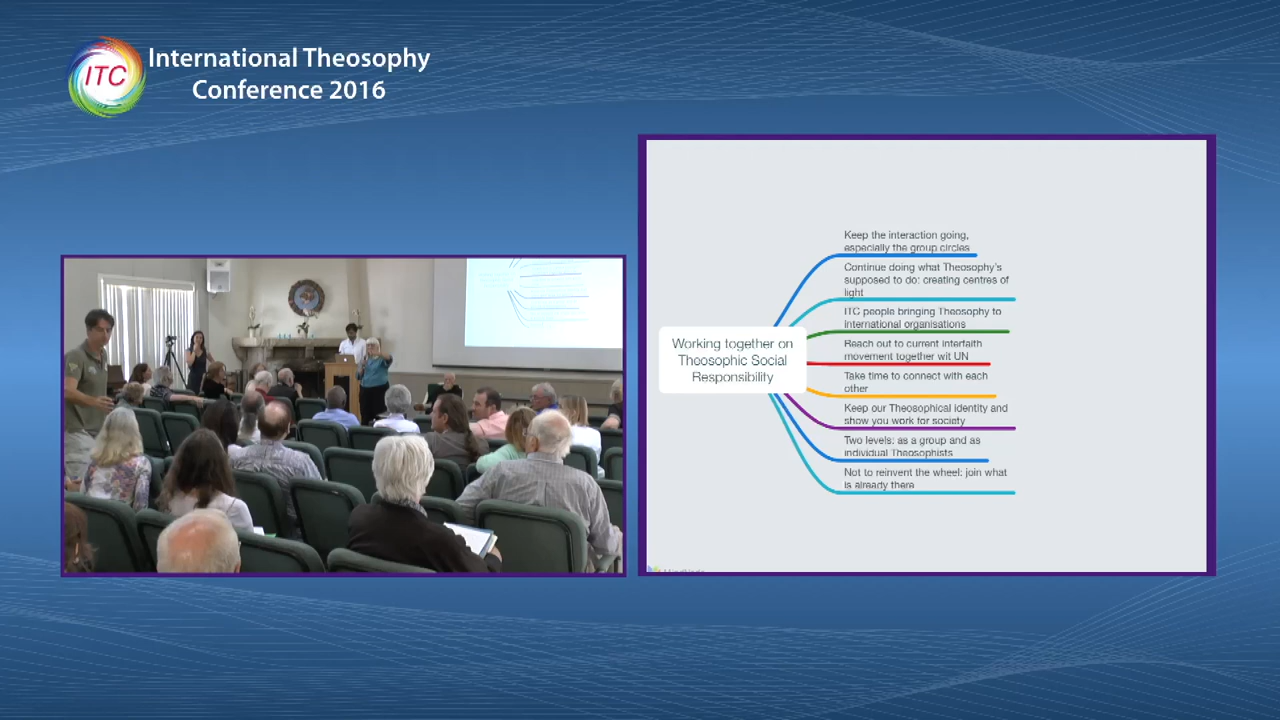 ITC
International Theosophy
Conference 2016
Keep the interaction going,
especially the group circles
Continue doing what Theosophy's
supposed to do: creating centres of
light
ITC people bringing Theosophy to
international organisations
Reach out to current interfaith
movement together wit UN
Take time to connect with each
other
Keep our Theosophical identity and
show you work for society
Two levels: as a group and as
individual Theosophists
Not to reinvent the wheel: join what
is already there
Working together on
Theosophic Social
Responsibility